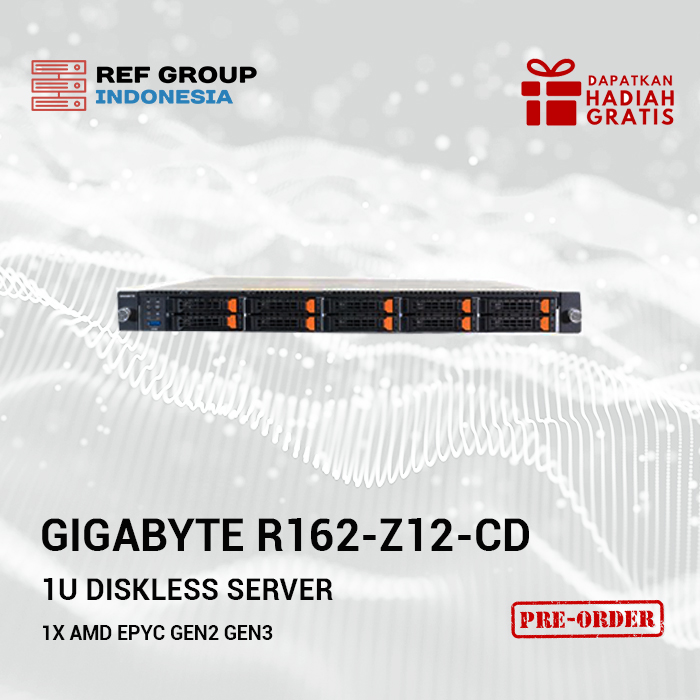 REF GROUP
INDONESIA
DAPATKAN
HADIAH
GRATIS
GIGABYTE R162-Z12-CD
1U DISKLESS SERVER
1X AMD EPYC GEN2 GEN3
PRE-ORDER